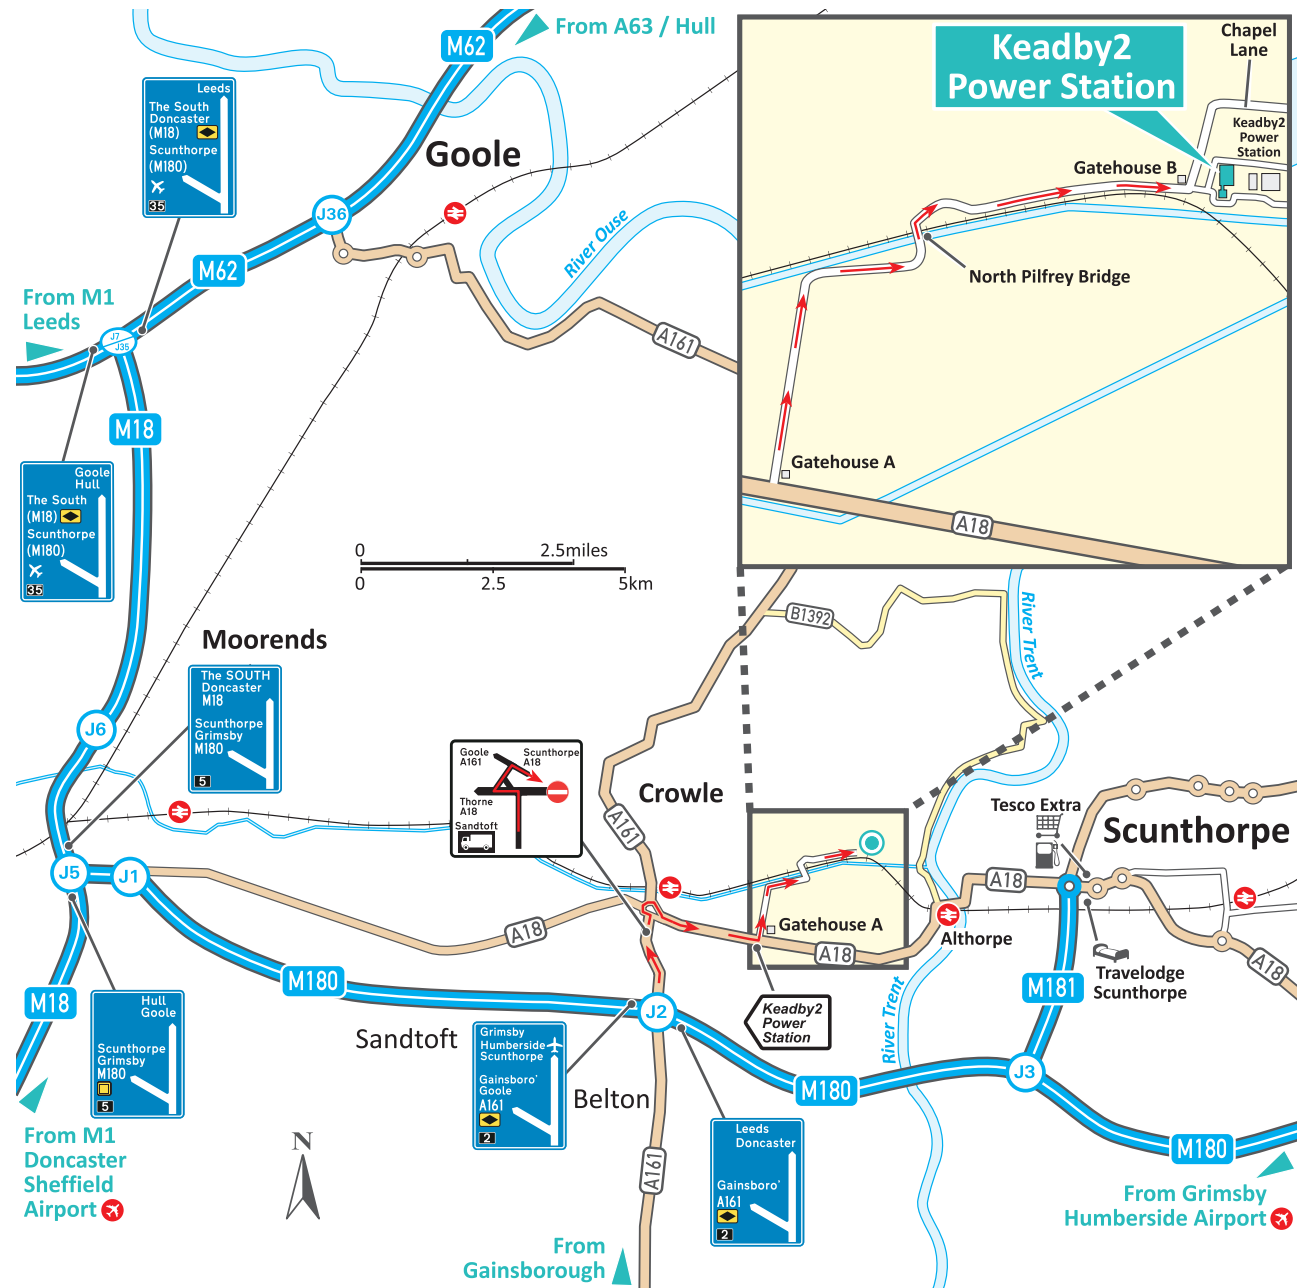 From A63 / Hull
M62
Goole
J36
M62
River Ouse
A161
Leeds
The South
Doncaster
(M18)
Scunthorpe
(M180)
35
From M1
Leeds
J7
J35
M18
Goole
Hull
The South
(M18)
Scunthorpe
(M180)
35
Keadby2
Power Station
Chapel
Lane
Keadby2
Power
Station
Gatehouse B
North Pilfrey Bridge
Gatehouse A
A18
0
2.5miles
0
2.5
5km
Moorends
The SOUTH
Doncaster
M18
Scunthorpe
Grimsby
M180
5
J6
B1392
River Trent
Goole
A161
Scunthorpe
A18
Thorne
A18
Sandtoft
Crowle
A161
Tesco Extra
Scunthorpe
J5
J1
A18
A18
Gatehouse A
A18
Althorpe
A18
Travelodge
Scunthorpe
M181
M180
M18
Hull
Goole
Scunthorpe
Grimsby
M180
5
Sandtoft
J2
Keadby2
Power
Station
River Trent
Grimsby
Humberside
Scunthorpe
Gainsboro'
Goole
A161
2
Belton
M180
J3
Leeds
Doncaster
Gainsboro'
A161
2
M180
From M1
Doncaster
Sheffield
Airport
N
A161
From Grimsby
Humberside Airport
From
Gainsborough